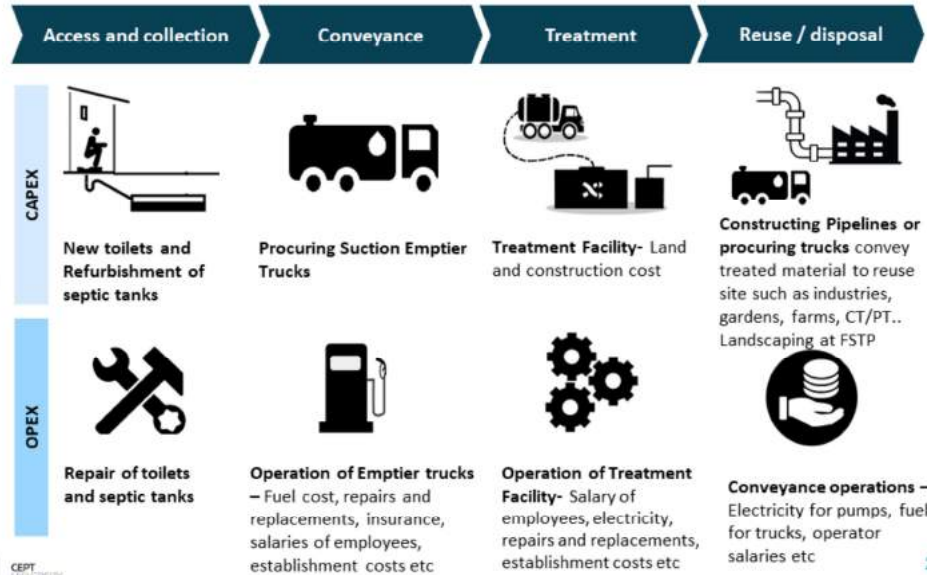 Access and collection
Conveyance
Treatment
Reuse / disposal
CAPEX
New toilets and
Refurbishment of
septic tanks
Procuring Suction Emptier
Trucks
Treatment Facility- Land
and construction cost
Constructing Pipelines or
procuring trucks convey
treated material to reuse
site such as industries,
gardens, farms, CT/PT..
Landscaping at FSTP
OPEX
Repair of toilets
and septic tanks
Operation of Emptier trucks
– Fuel cost, repairs and
replacements, insurance,
salaries of employees,
establishment costs etc
Operation of Treatment
Facility- Salary of
employees, electricity,
repairs and replacements,
establishment costs etc
Conveyance operations –
Electricity for pumps, fuel
for trucks, operator
salaries etc
CEPT